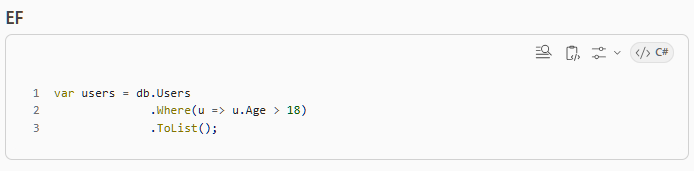 EF
</> C#
1 var users = db.Users
2 .Where(u => u.Age > 18)
3 .ToList();